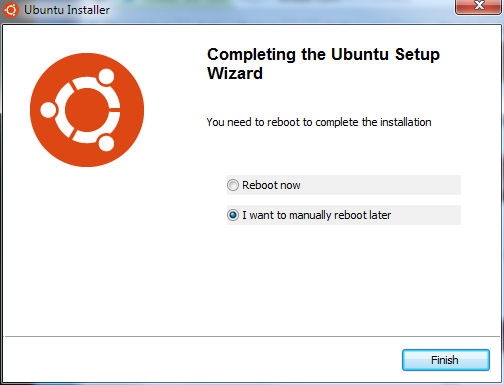 Ubuntu Installer
Completing the Ubuntu Setup
Wizard
You need to reboot to complete the installation
Reboot now
I want to manually reboot later
Finish